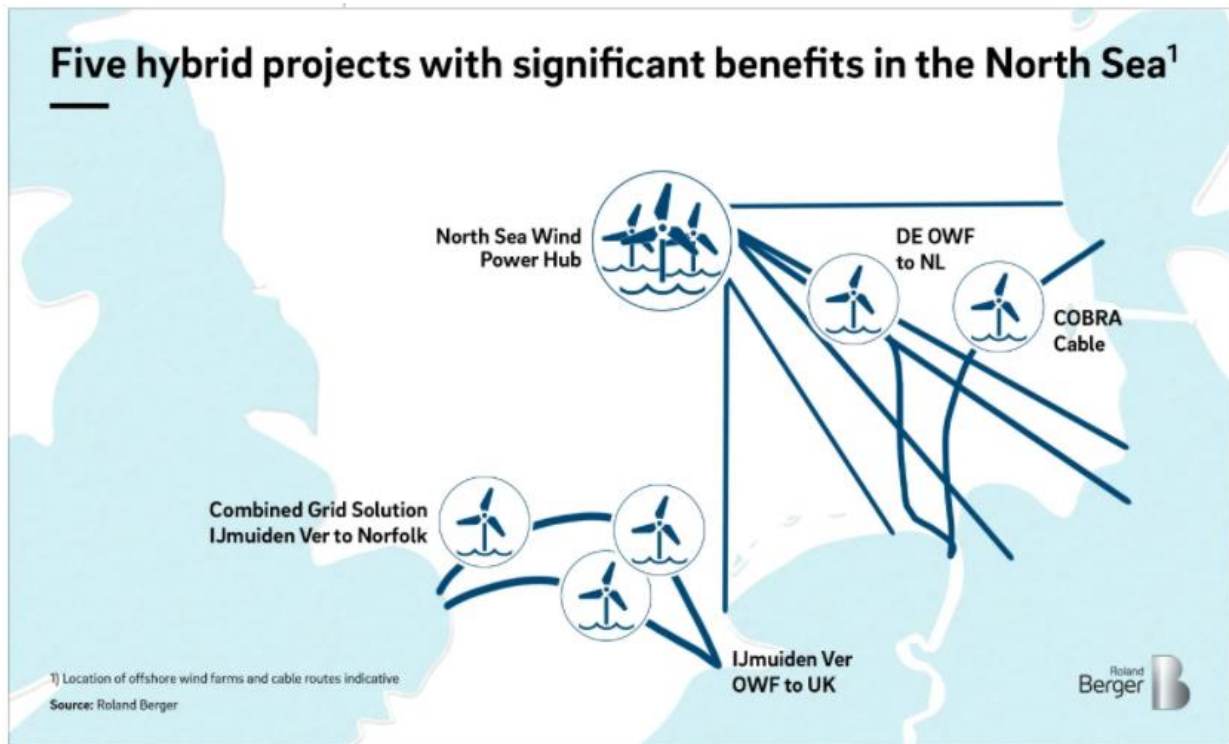 Five hybrid projects with significant benefits in the North Sea¹
North Sea Wind
Power Hub
DE OWF
to NL
COBRA
Cable
Combined Grid Solution
IJmuiden Ver to Norfolk
IJmuiden Ver
OWF to UK
1) Location of offshore wind farms and cable routes indicative
Source: Roland Berger
Roland
Berger
B